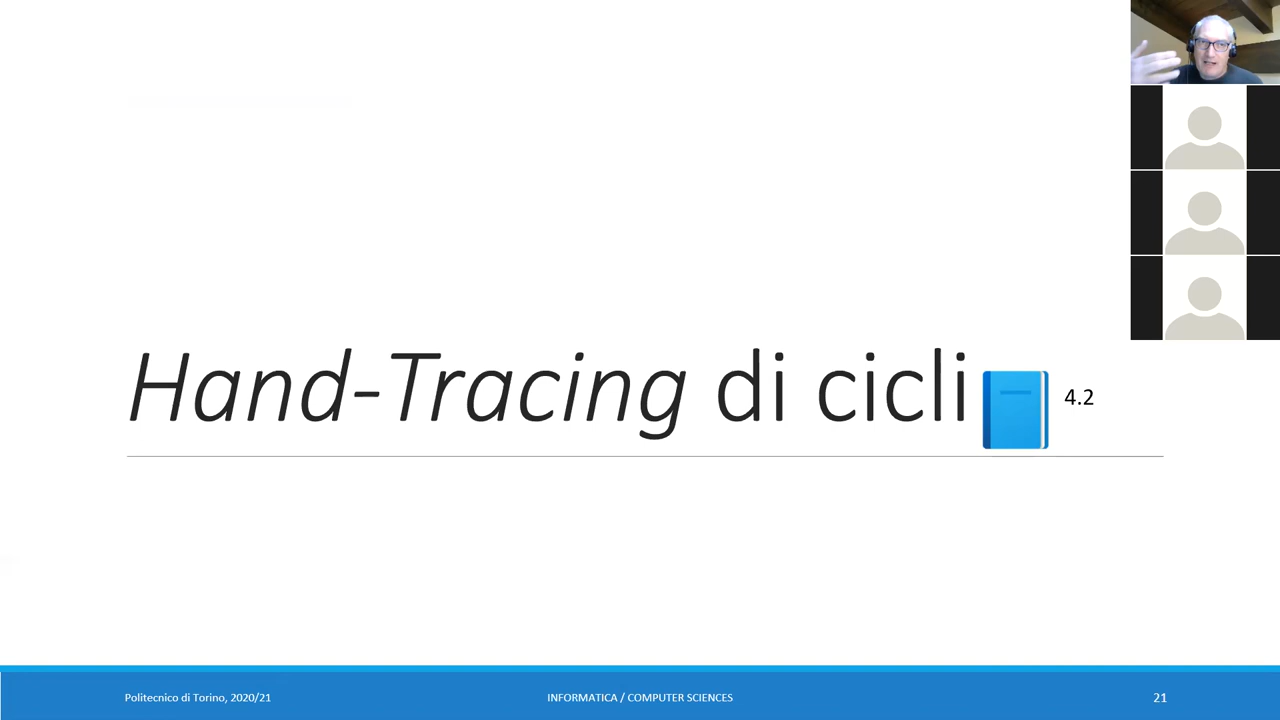 Hand-Tracing di cicli
4.2
Politecnico di Torino, 2020/21
INFORMATICA / COMPUTER SCIENCES
21